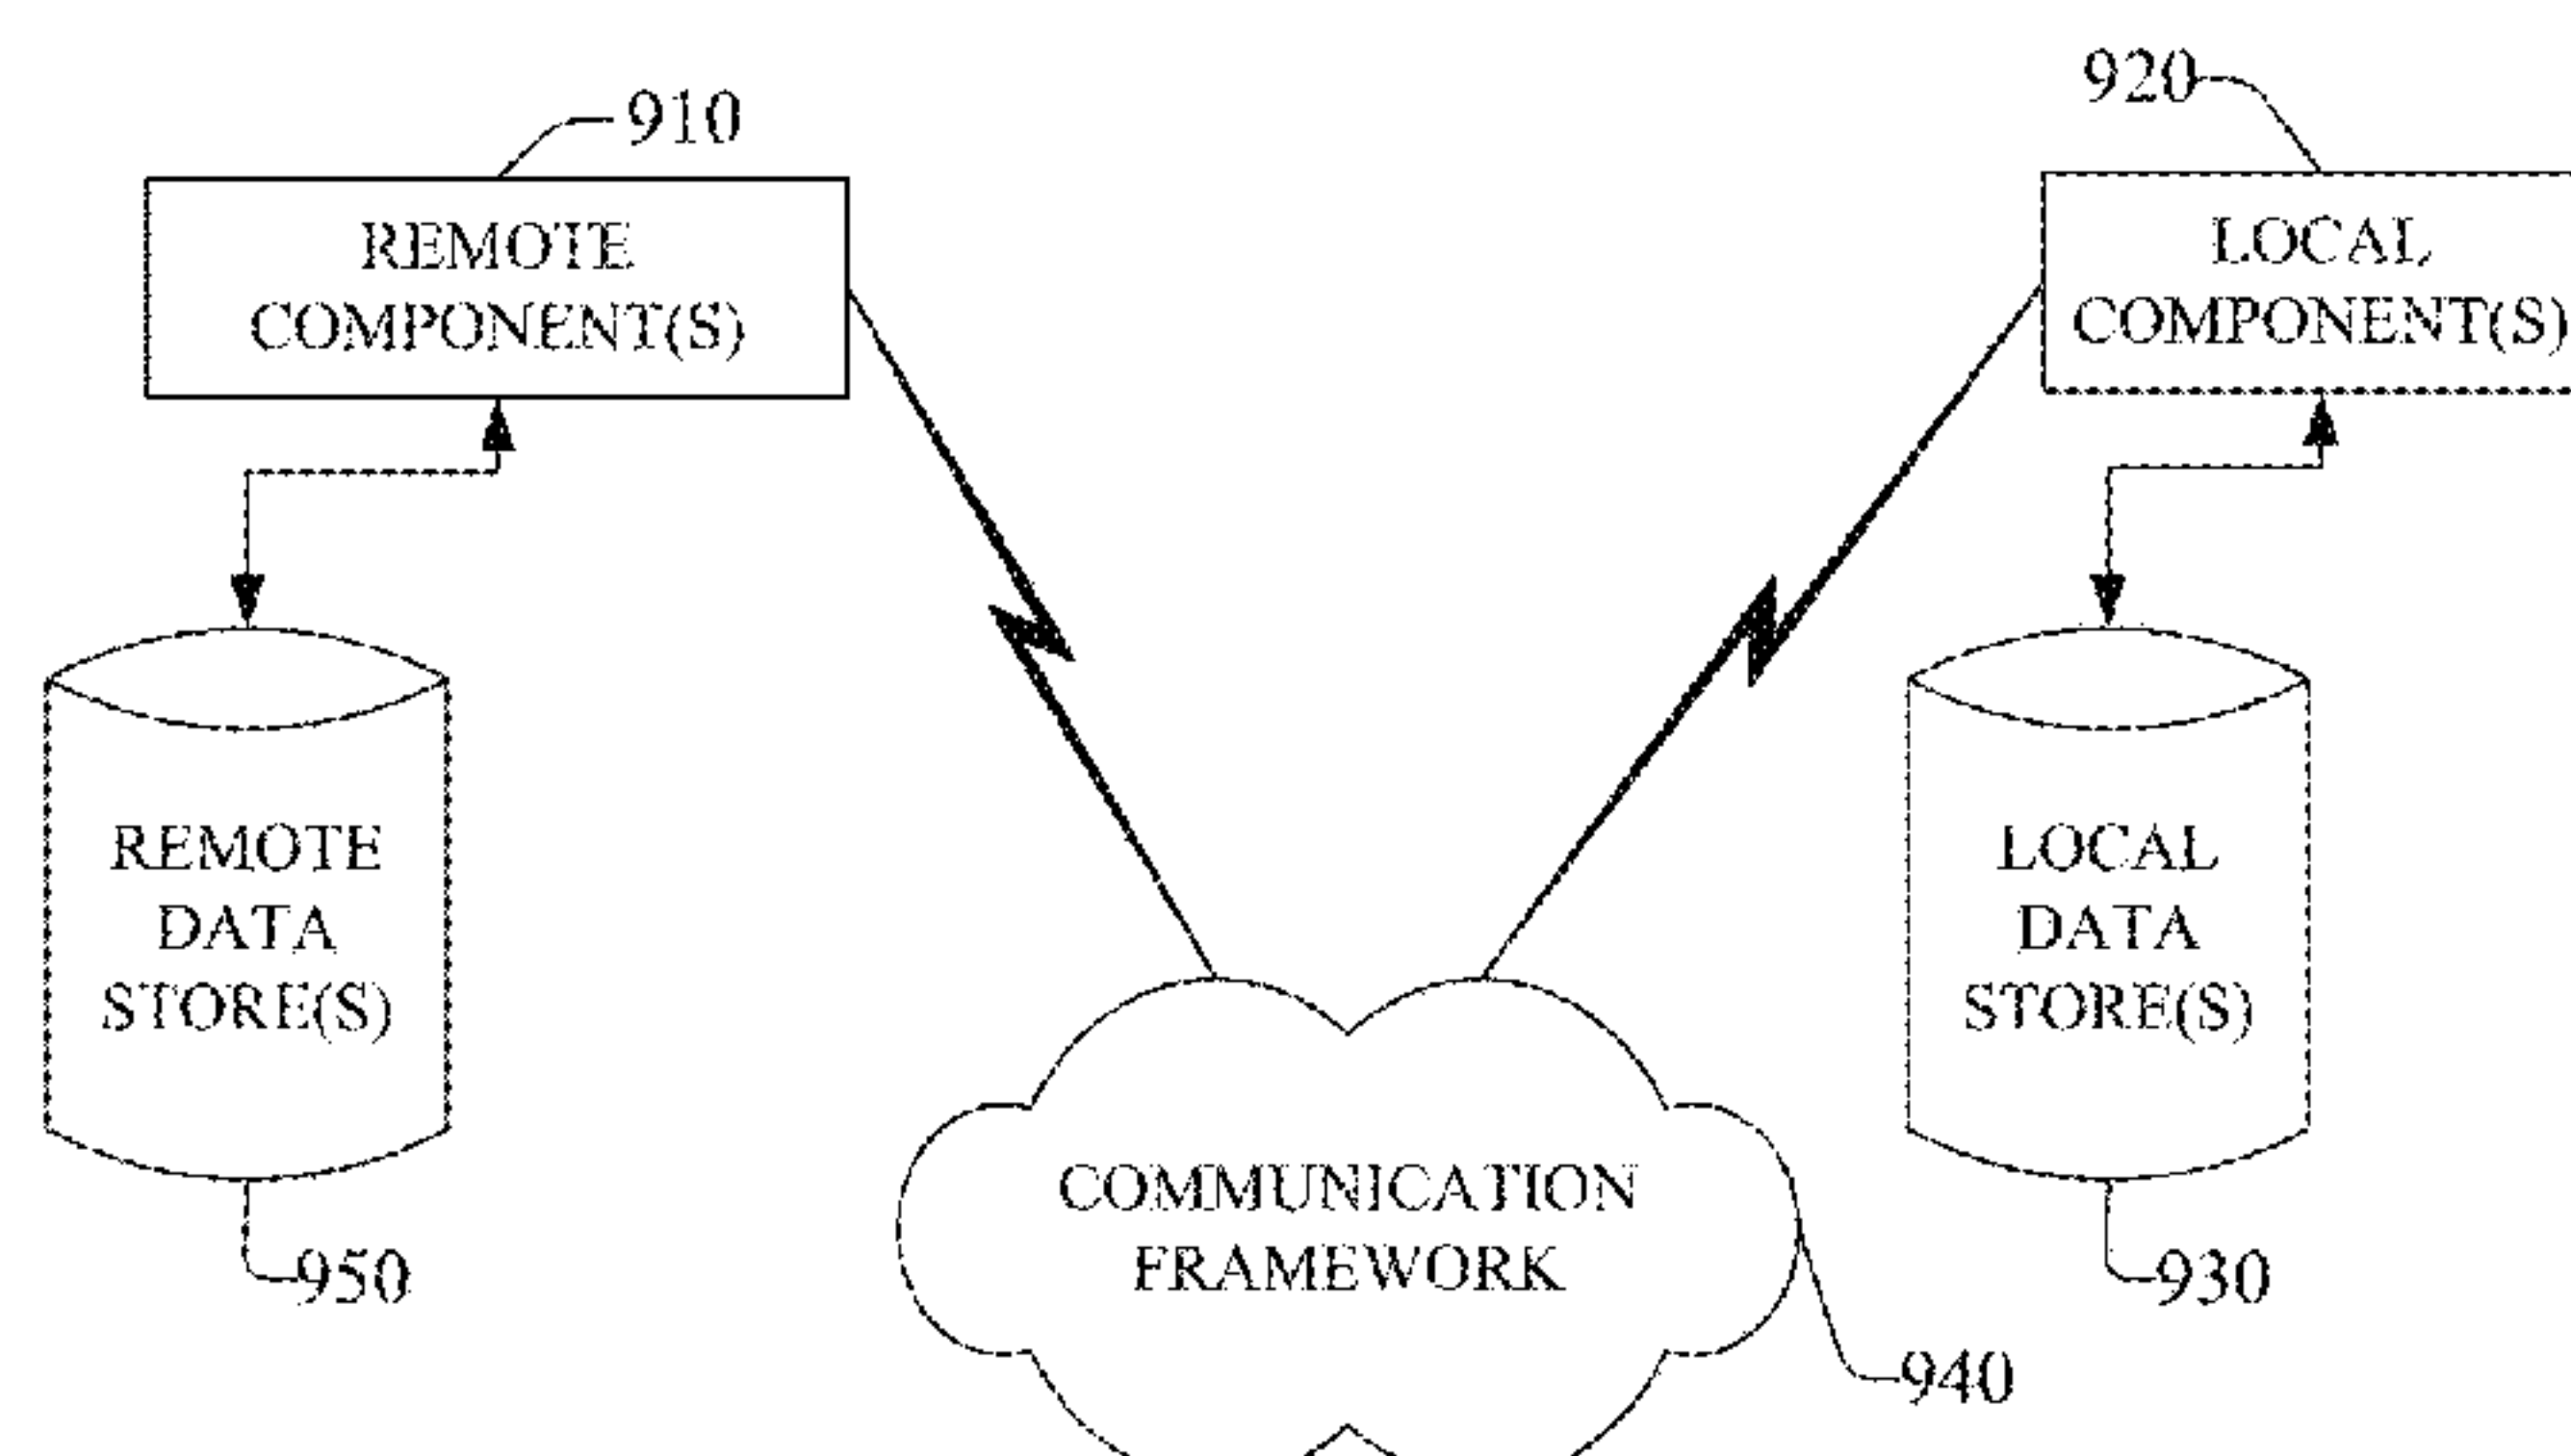 910
920
REMOTE
COMPONENT(S)
LOCAL
COMPONENT(S)
REMOTE
DATA
STORE(S)
LOCAL
DATA
STORE(S)
COMMUNICATION
FRAMEWORK
950
930
940